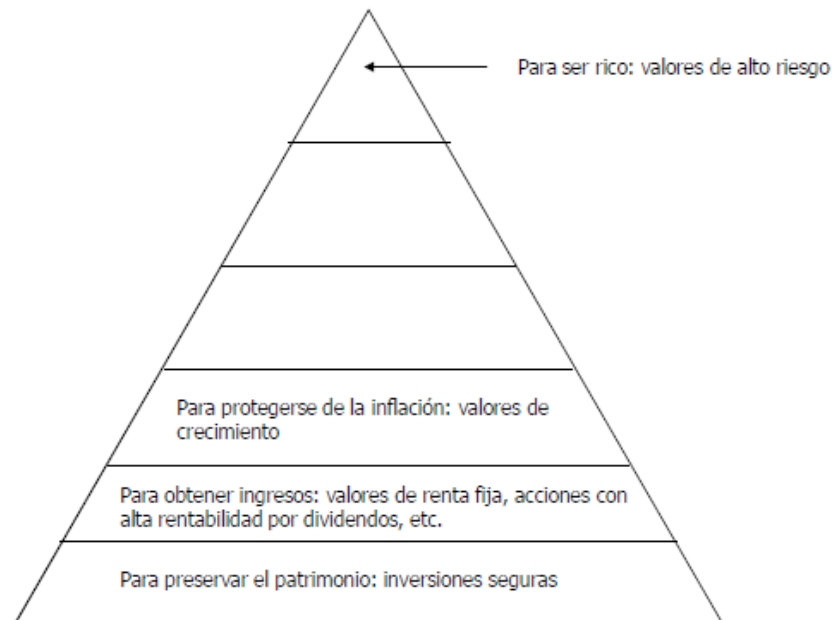 Para ser rico: valores de alto riesgo
Para protegerse de la inflación: valores de
crecimiento
Para obtener ingresos: valores de renta fija, acciones con
alta rentabilidad por dividendos, etc.
Para preservar el patrimonio: inversiones seguras